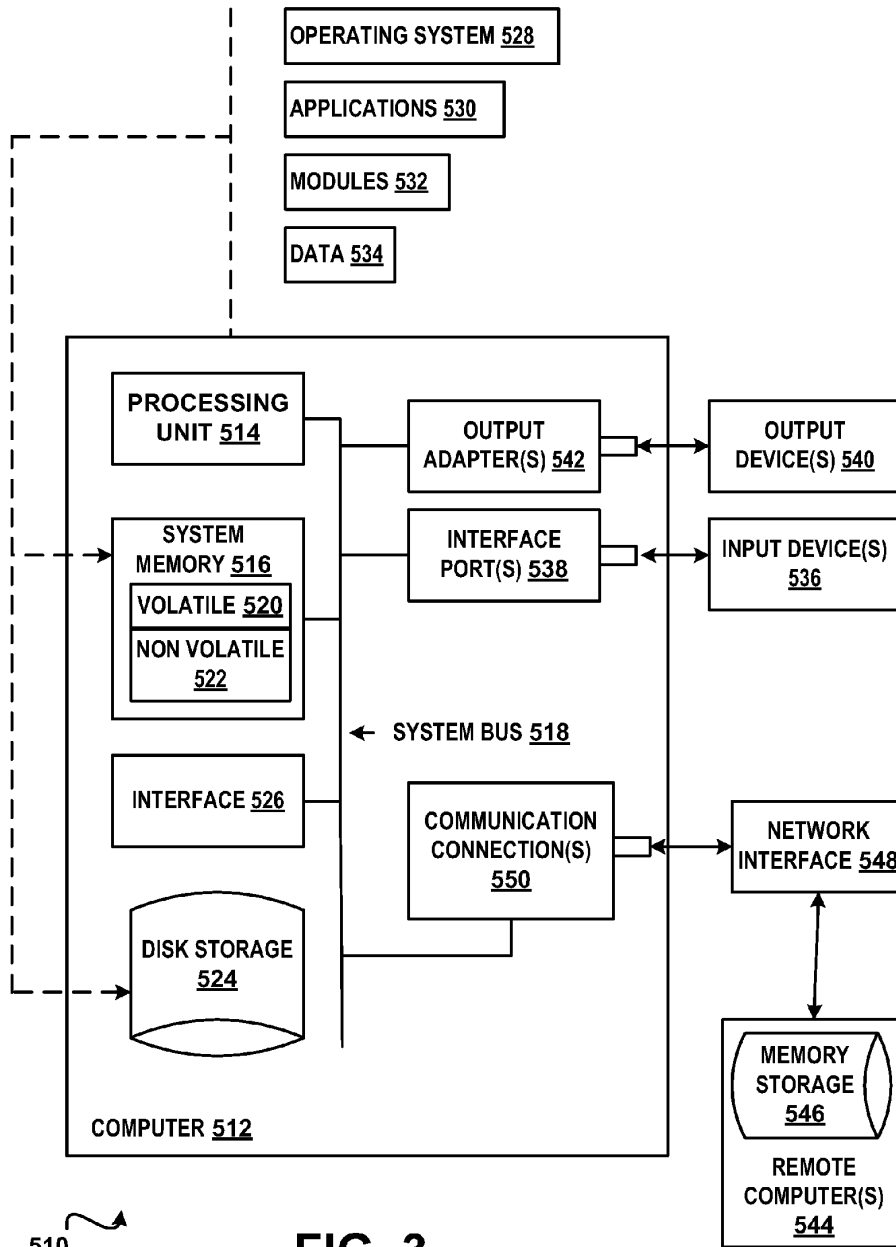 OPERATING SYSTEM 528
APPLICATIONS 530
MODULES 532
DATA 534
PROCESSING
UNIT 514
OUTPUT
ADAPTER(S) 542
OUTPUT
DEVICE(S) 540
SYSTEM
MEMORY 516
VOLATILE 520
NON VOLATILE
522
INTERFACE
PORT(S) 538
INPUT DEVICE(S)
536
SYSTEM BUS 518
INTERFACE 526
COMMUNICATION
CONNECTION(S)
550
NETWORK
INTERFACE 548
DISK STORAGE
524
MEMORY
STORAGE
546
REMOTE
COMPUTER(S)
544
COMPUTER 512
510
FIG. 3